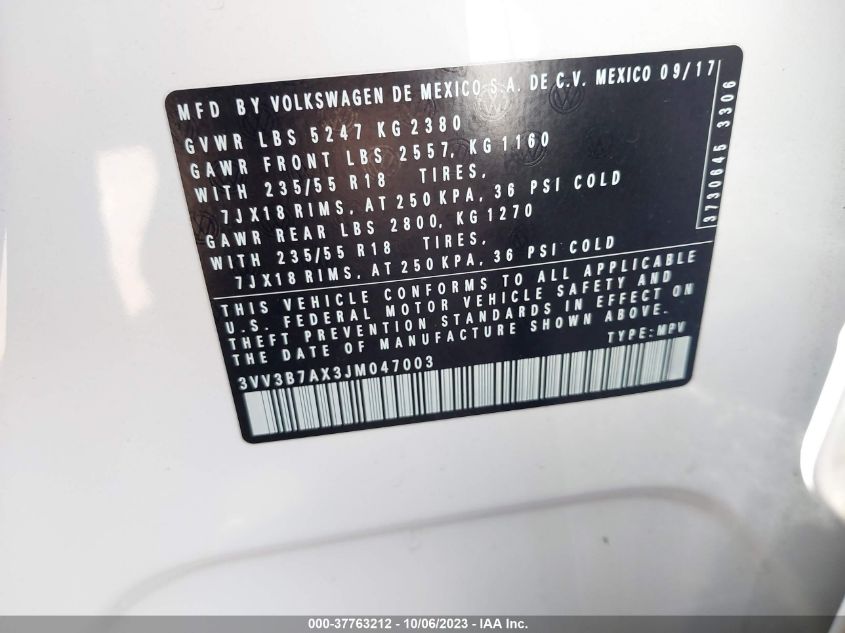 MFD BY VOLKSWAGEN DE MEXICO S.A. DE C.V. MEXICO 09/17
GVWR LBS 5247 KG 2380
GAWR FRONT LBS 2557, KG 1160
WITH 235/55 R18 TIRES,
7JX18 RIMS, AT 250 KPA, 36 PSI COLD
GAWR REAR LBS 2800, KG 1270
WITH 235/55 R18 TIRES,
7JX18 RIMS, AT 250 KPA, 36 PSI COLD
THIS VEHICLE CONFORMS TO ALL APPLICABLE
U.S. FEDERAL MOTOR VEHICLE SAFETY AND
THEFT PREVENTION STANDARDS IN EFFECT ON
THE DATE OF MANUFACTURE SHOWN ABOVE.
TYPE:MPV
3VV3B7AX3JM047003
3730645 3306
000-37763212 - 10/06/2023 - IAA Inc.